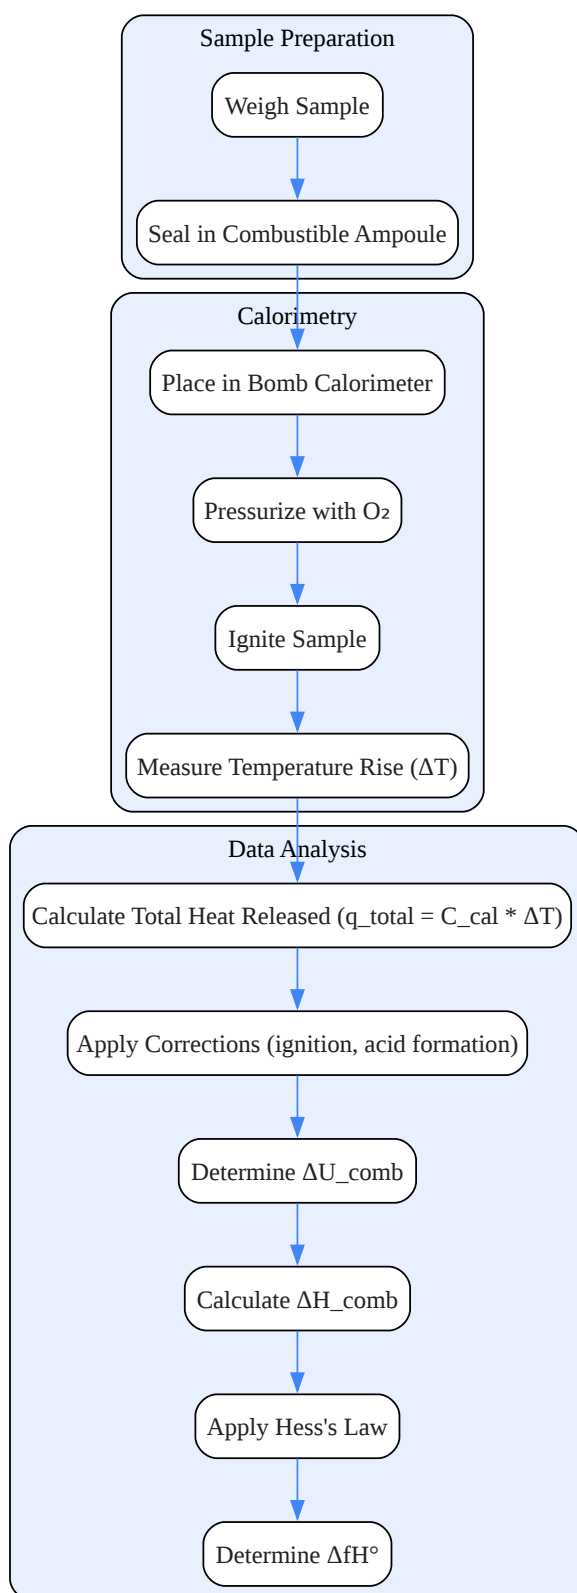 Sample Preparation
Weigh Sample
Seal in Combustible Ampoule
Calorimetry
Place in Bomb Calorimeter
Pressurize with O₂
Ignite Sample
Measure Temperature Rise (ΔT)
Data Analysis
Calculate Total Heat Released (q_total = C_cal * ΔT)
Apply Corrections (ignition, acid formation)
Determine ΔU_comb
Calculate ΔH_comb
Apply Hess's Law
Determine ΔfH°